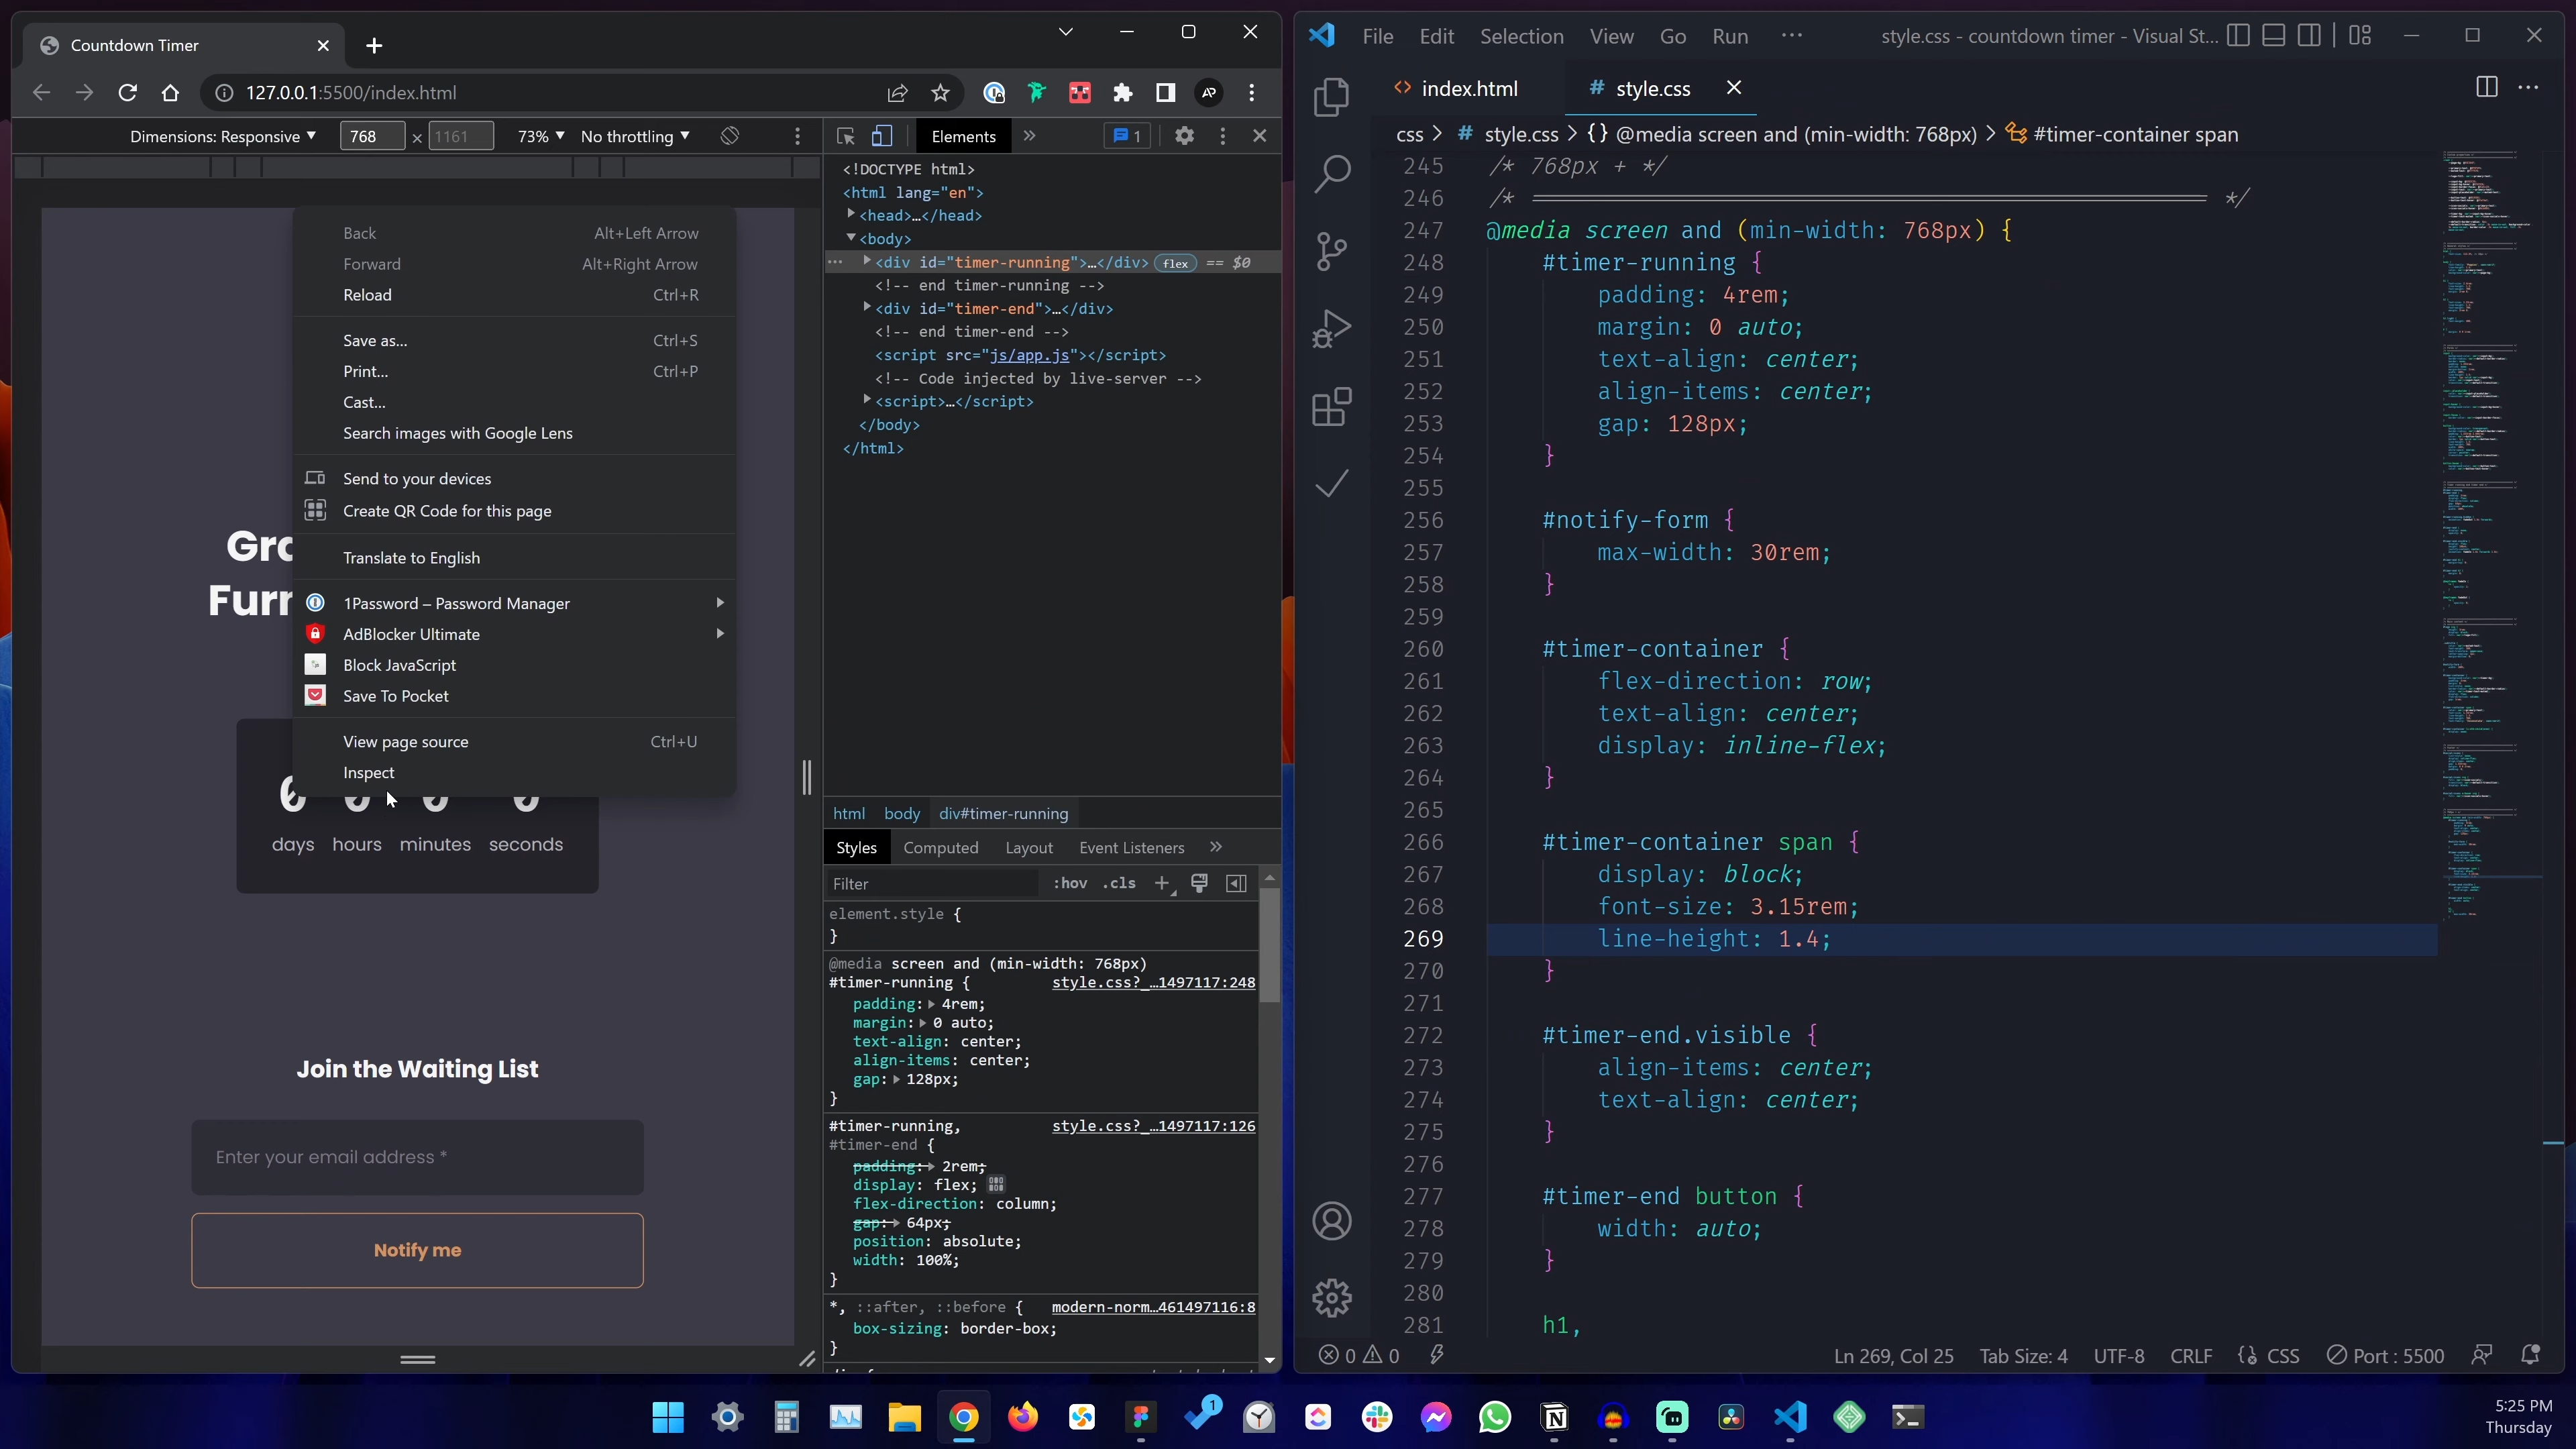 Countdown Timer
127.0.0.1:5500/index.html
Dimensions: Responsive
768
×
1161
73%
No throttling
Elements
»
1
Back Alt+Left Arrow
Forward Alt+Right Arrow
Reload Ctrl+R
Save as... Ctrl+S
Print... Ctrl+P
Cast...
Search images with Google Lens
Send to your devices
Create QR Code for this page
Translate to English
1Password – Password Manager
AdBlocker Ultimate
Block JavaScript
Save To Pocket
View page source Ctrl+U
Inspect
0 0 0 0
days hours minutes seconds
Join the Waiting List
Enter your email address *
Notify me
<!DOCTYPE html>
<html lang="en">
<head>…</head>
<body>
<div id="timer-running">…</div> flex == $0
<!-- end timer-running -->
<div id="timer-end">…</div>
<!-- end timer-end -->
<script src="js/app.js"></script>
<!-- Code injected by live-server -->
<script>…</script>
</body>
</html>
html body div#timer-running
Styles Computed Layout Event Listeners »
Filter :hov .cls +
element.style {
}
@media screen and (min-width: 768px)
#timer-running { style.css?_…1497117:248
padding: 4rem;
margin: 0 auto;
text-align: center;
align-items: center;
gap: 128px;
}
#timer-running, style.css?_…1497117:126
#timer-end {
padding: 2rem;
display: flex;
flex-direction: column;
gap: 64px;
position: absolute;
width: 100%;
}
*, ::after, ::before { modern-norm…461497116:8
box-sizing: border-box;
}
File Edit Selection View Go Run ··· style.css - countdown timer - Visual St...
<> index.html # style.css
css > # style.css > {} @media screen and (min-width: 768px) > #timer-container span
245 /* 768px + */
246 /* ═════════════════════════ */
247 @media screen and (min-width: 768px) {
248 #timer-running {
249 padding: 4rem;
250 margin: 0 auto;
251 text-align: center;
252 align-items: center;
253 gap: 128px;
254 }
255
256 #notify-form {
257 max-width: 30rem;
258 }
259
260 #timer-container {
261 flex-direction: row;
262 text-align: center;
263 display: inline-flex;
264 }
265
266 #timer-container span {
267 display: block;
268 font-size: 3.15rem;
269 line-height: 1.4;
270 }
271
272 #timer-end.visible {
273 align-items: center;
274 text-align: center;
275 }
276
277 #timer-end button {
278 width: auto;
279 }
280
281 h1,
0 0
Ln 269, Col 25 Tab Size: 4 UTF-8 CRLF {} CSS Port : 5500
1
5:25 PM
Thursday